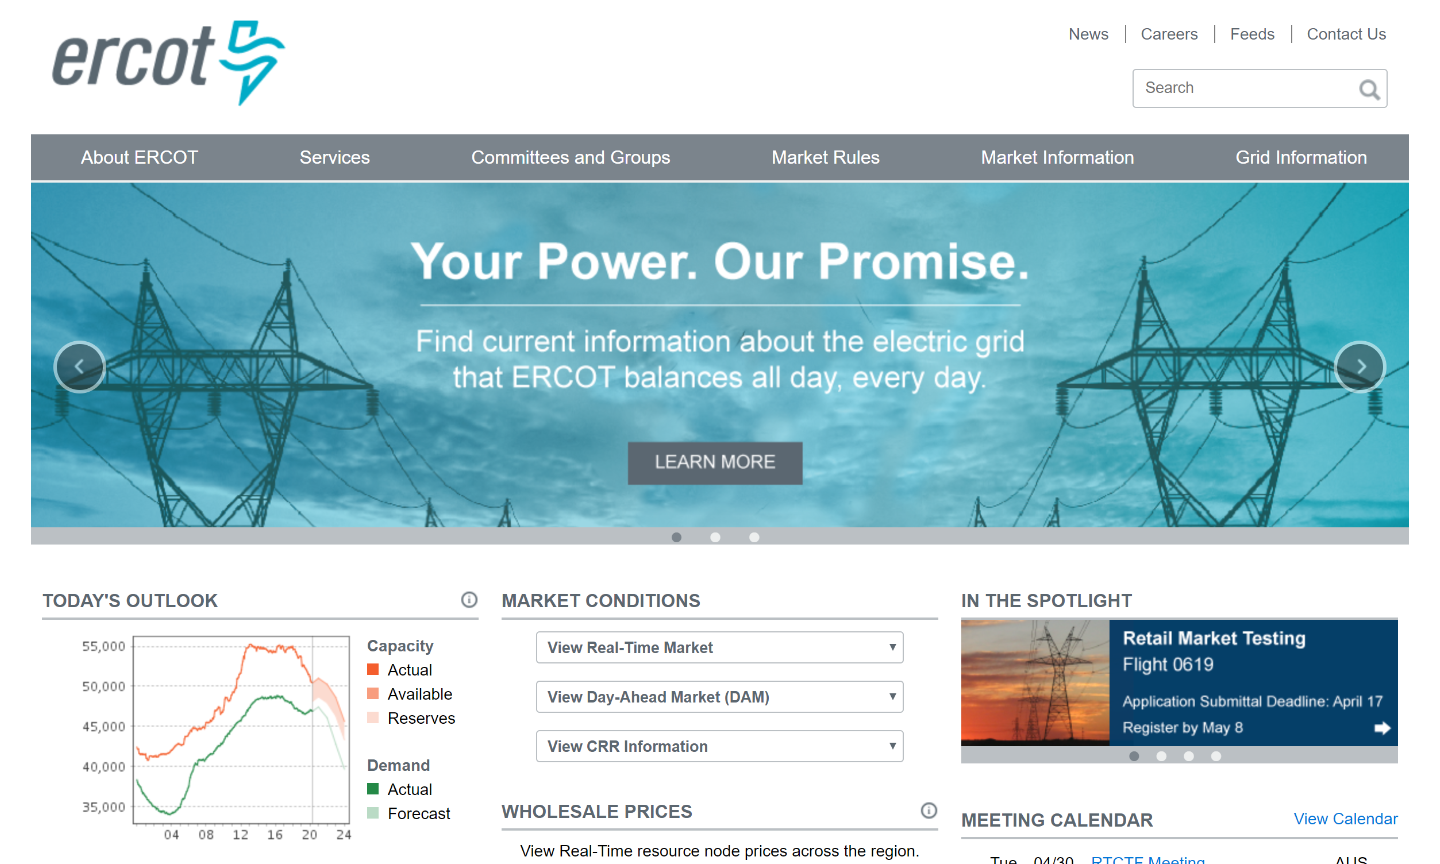 ercot
News
Careers
Feeds
Contact Us
Search
About ERCOT
Services
Committees and Groups
Market Rules
Market Information
Grid Information
Your Power. Our Promise.
Find current information about the electric grid
that ERCOT balances all day, every day.
LEARN MORE
TODAY'S OUTLOOK
55,000
50,000
45,000
40,000
35,000
04 08 12 16 20 24
Capacity
Actual
Available
Reserves
Demand
Actual
Forecast
MARKET CONDITIONS
View Real-Time Market
View Day-Ahead Market (DAM)
View CRR Information
WHOLESALE PRICES
View Real-Time resource node prices across the region.
IN THE SPOTLIGHT
Retail Market Testing
Flight 0619
Application Submittal Deadline: April 17
Register by May 8
MEETING CALENDAR
View Calendar
Tue 04/30 RTCTF Meeting AUS